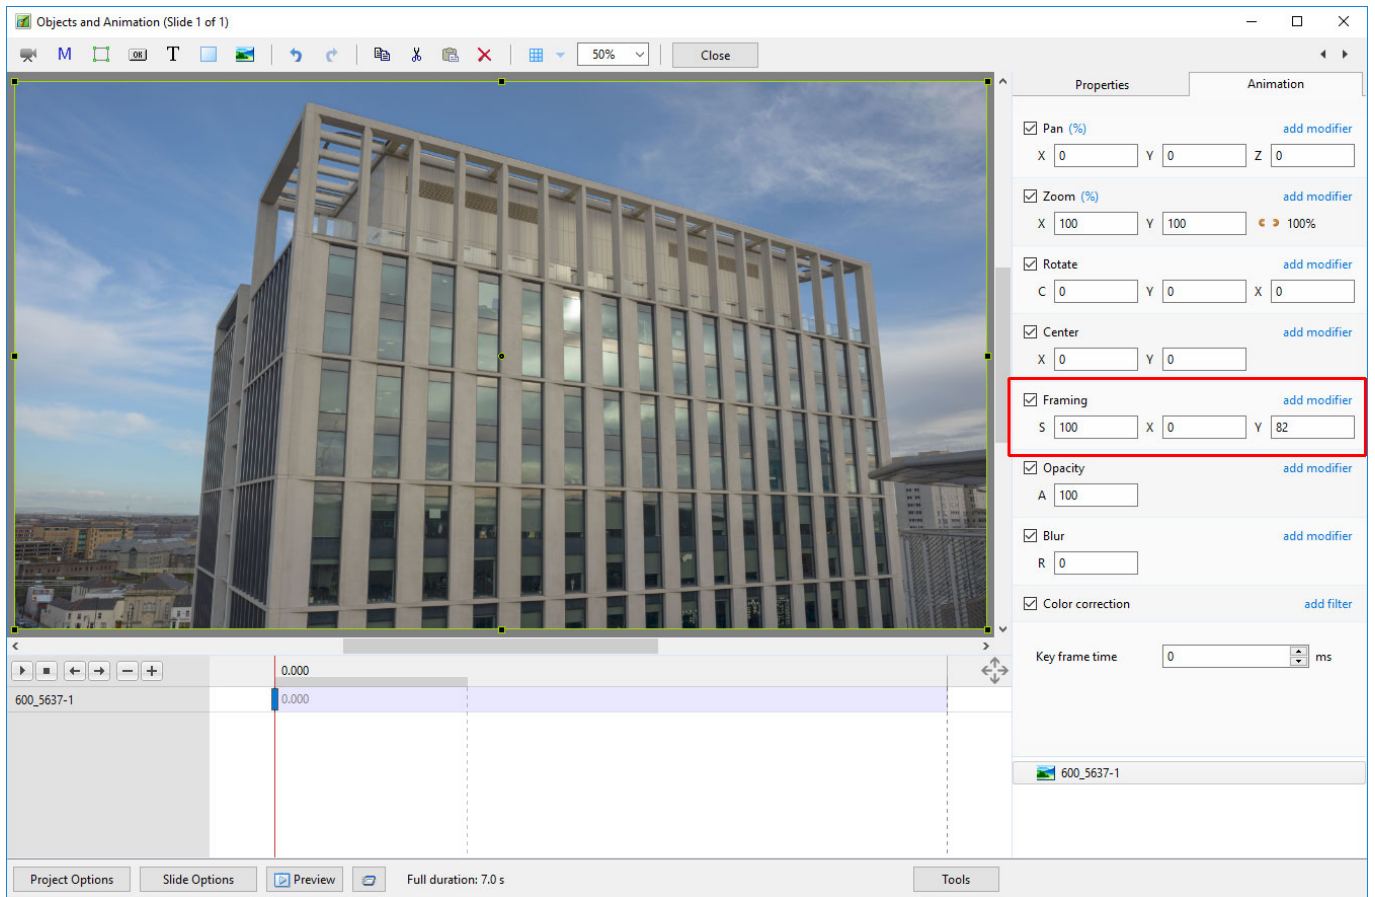 Objects and Animation (Slide 1 of 1)
M OK T 50% Close
Properties Animation
Pan (%) add modifier
X 0 Y 0 Z 0
Zoom (%) add modifier
X 100 Y 100 100%
Rotate add modifier
C 0 Y 0 X 0
Center add modifier
X 0 Y 0
Framing add modifier
S 100 X 0 Y 82
Opacity add modifier
A 100
Blur add modifier
R 0
Color correction add filter
Key frame time 0 ms
0.000
600_5637-1 0.000
600_5637-1
Project Options Slide Options Preview Full duration: 7.0 s Tools